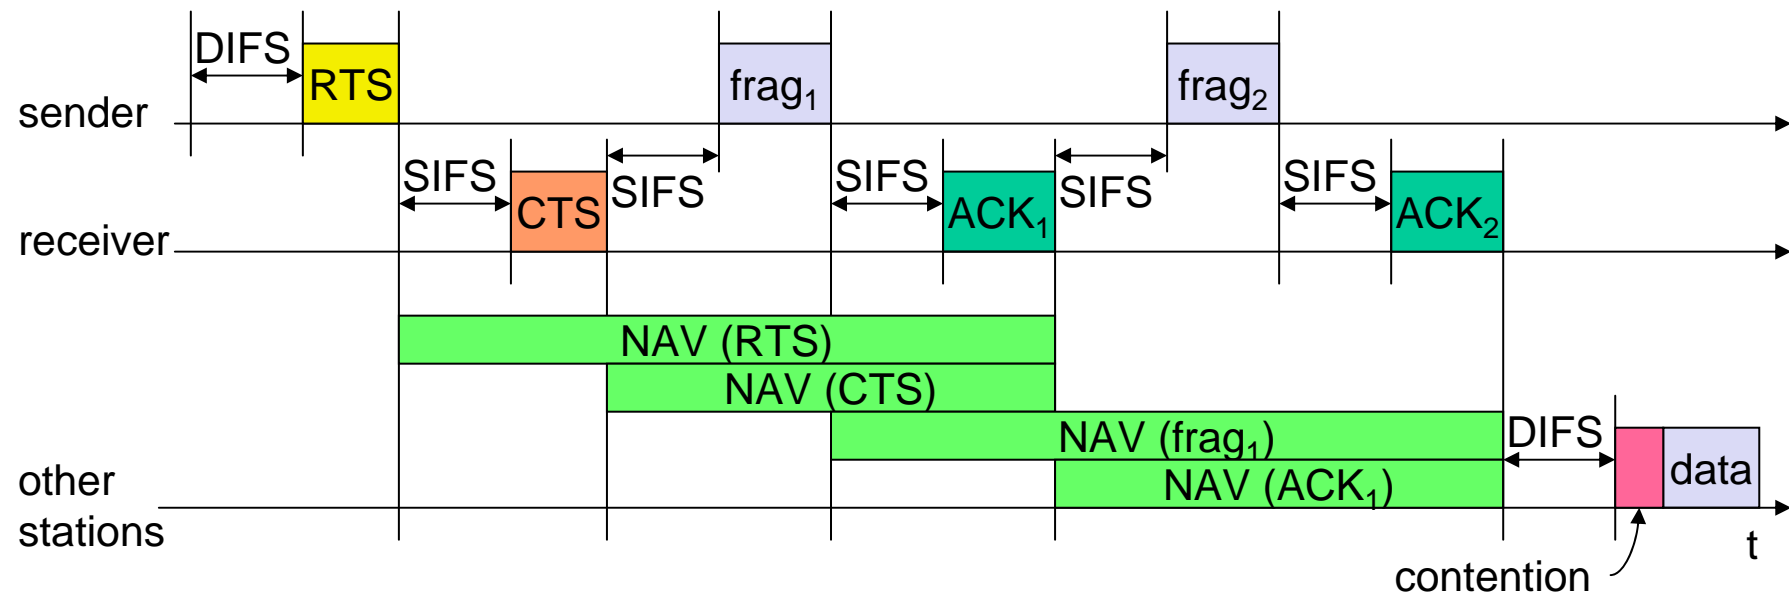 DIFS
RTS
frag₁
frag₂
sender
SIFS
CTS
SIFS
SIFS
ACK₁
SIFS
SIFS
ACK₂
receiver
NAV (RTS)
NAV (CTS)
NAV (frag₁)
DIFS
NAV (ACK₁)
data
other
stations
t
contention